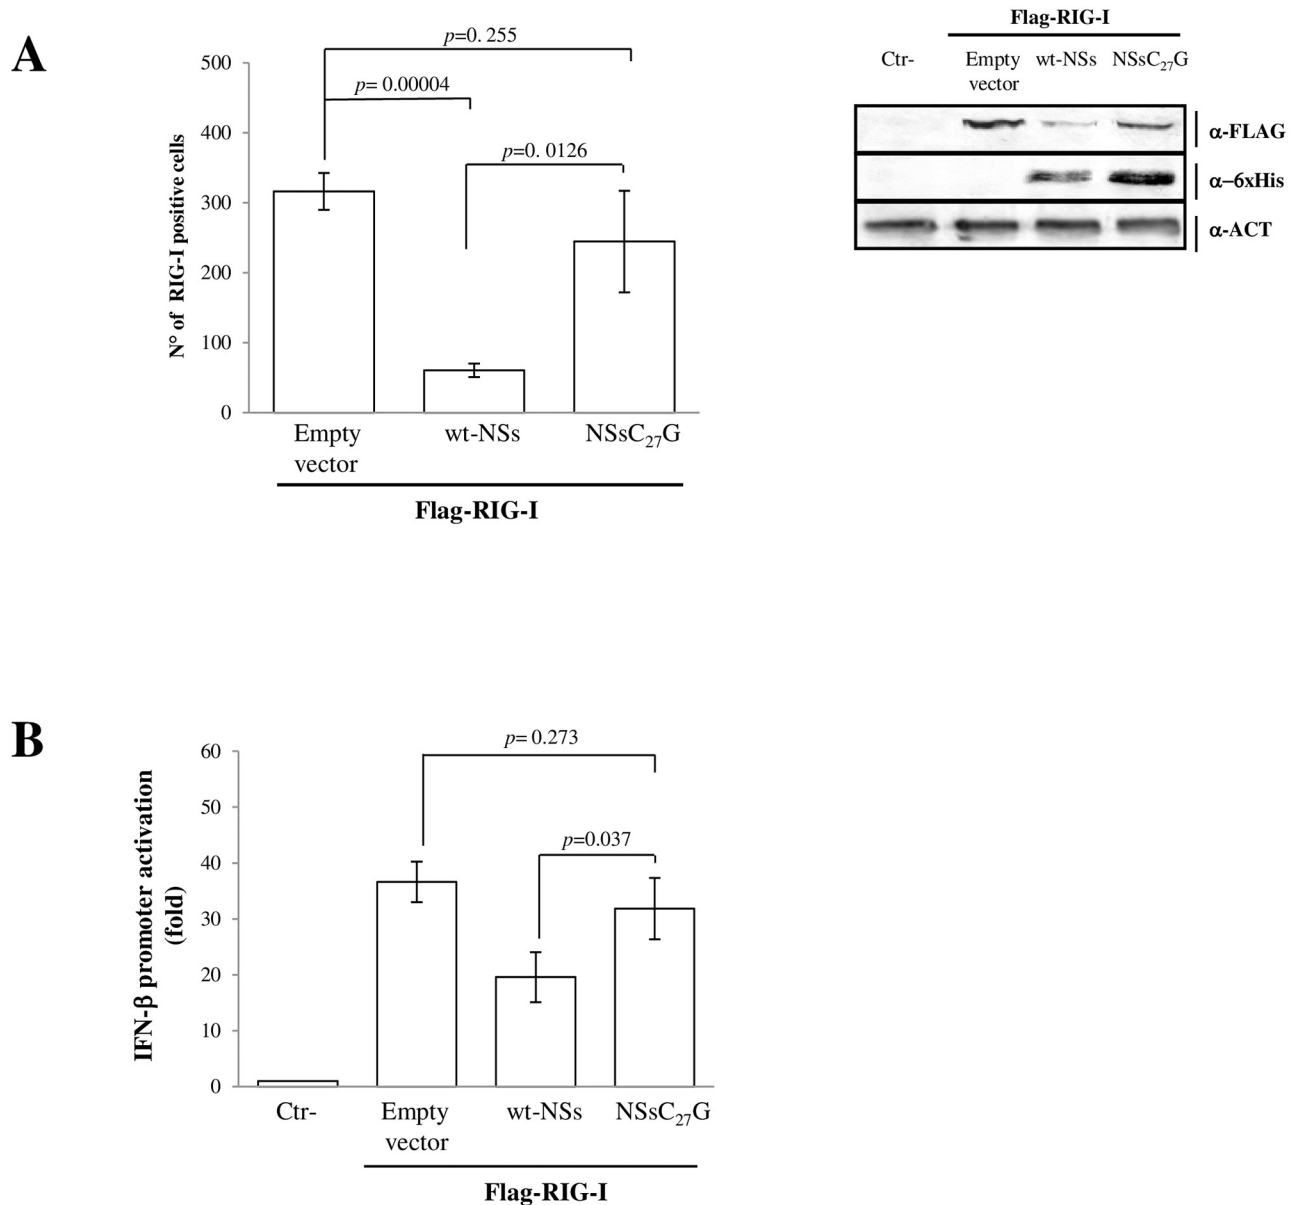 A
p=0. 255
p= 0.00004
p=0. 0126
500
400
300
200
100
0
N° of RIG-I positive cells
Empty vector
wt-NSs
NSsC₂₇G
Flag-RIG-I
Flag-RIG-I
Ctr-
Empty vector
wt-NSs
NSsC₂₇G
α-FLAG
α–6xHis
α-ACT
B
p= 0.273
p=0.037
60
50
40
30
20
10
0
IFN-β promoter activation
(fold)
Ctr-
Empty vector
wt-NSs
NSsC₂₇G
Flag-RIG-I